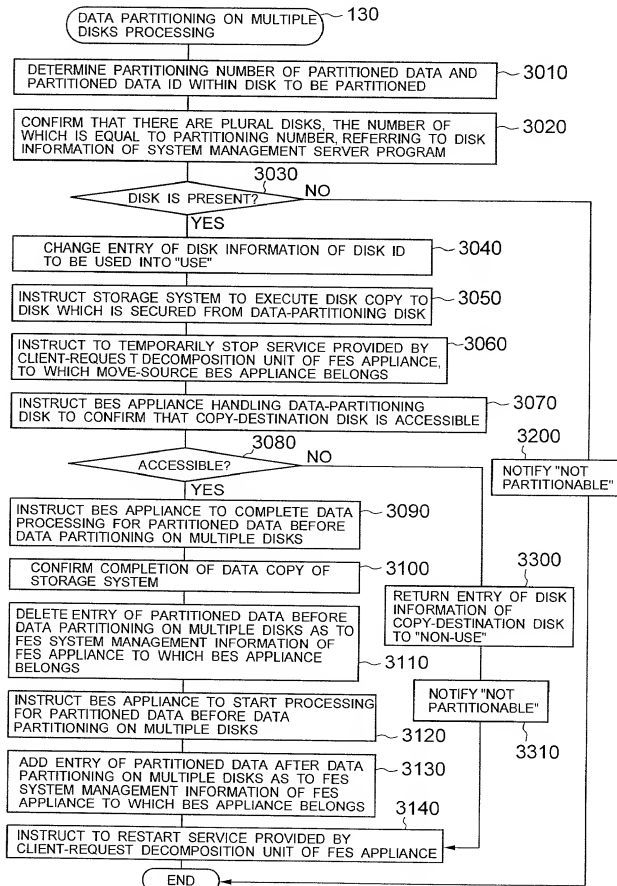 DATA PARTITIONING ON MULTIPLE
DISKS PROCESSING
130
DETERMINE PARTITIONING NUMBER OF PARTITIONED DATA AND
PARTITIONED DATA ID WITHIN DISK TO BE PARTITIONED
3010
CONFIRM THAT THERE ARE PLURAL DISKS, THE NUMBER OF
WHICH IS EQUAL TO PARTITIONING NUMBER, REFERRING TO DISK
INFORMATION OF SYSTEM MANAGEMENT SERVER PROGRAM
3020
3030
DISK IS PRESENT?
NO
YES
CHANGE ENTRY OF DISK INFORMATION OF DISK ID
TO BE USED INTO "USE"
3040
INSTRUCT STORAGE SYSTEM TO EXECUTE DISK COPY TO
DISK WHICH IS SECURED FROM DATA-PARTITIONING DISK
3050
INSTRUCT TO TEMPORARILY STOP SERVICE PROVIDED BY
CLIENT-REQUEST DECOMPOSITION UNIT OF FES APPLIANCE,
TO WHICH MOVE-SOURCE BES APPLIANCE BELONGS
3060
INSTRUCT BES APPLIANCE HANDLING DATA-PARTITIONING
DISK TO CONFIRM THAT COPY-DESTINATION DISK IS ACCESSIBLE
3070
3080
ACCESSIBLE?
NO
YES
3200
NOTIFY "NOT
PARTITIONABLE"
INSTRUCT BES APPLIANCE TO COMPLETE DATA
PROCESSING FOR PARTITIONED DATA BEFORE
DATA PARTITIONING ON MULTIPLE DISKS
3090
CONFIRM COMPLETION OF DATA COPY OF
STORAGE SYSTEM
3100
3300
RETURN ENTRY OF DISK
INFORMATION OF
COPY-DESTINATION DISK
TO "NON-USE"
DELETE ENTRY OF PARTITIONED DATA BEFORE
DATA PARTITIONING ON MULTIPLE DISKS AS TO
FES SYSTEM MANAGEMENT INFORMATION OF
FES APPLIANCE TO WHICH BES APPLIANCE
BELONGS
3110
NOTIFY "NOT
PARTITIONABLE"
3310
INSTRUCT BES APPLIANCE TO START PROCESSING
FOR PARTITIONED DATA BEFORE DATA
PARTITIONING ON MULTIPLE DISKS
3120
ADD ENTRY OF PARTITIONED DATA AFTER DATA
PARTITIONING ON MULTIPLE DISKS AS TO FES
SYSTEM MANAGEMENT INFORMATION OF FES
APPLIANCE TO WHICH BES APPLIANCE BELONGS
3130
3140
INSTRUCT TO RESTART SERVICE PROVIDED BY
CLIENT-REQUEST DECOMPOSITION UNIT OF FES APPLIANCE
END